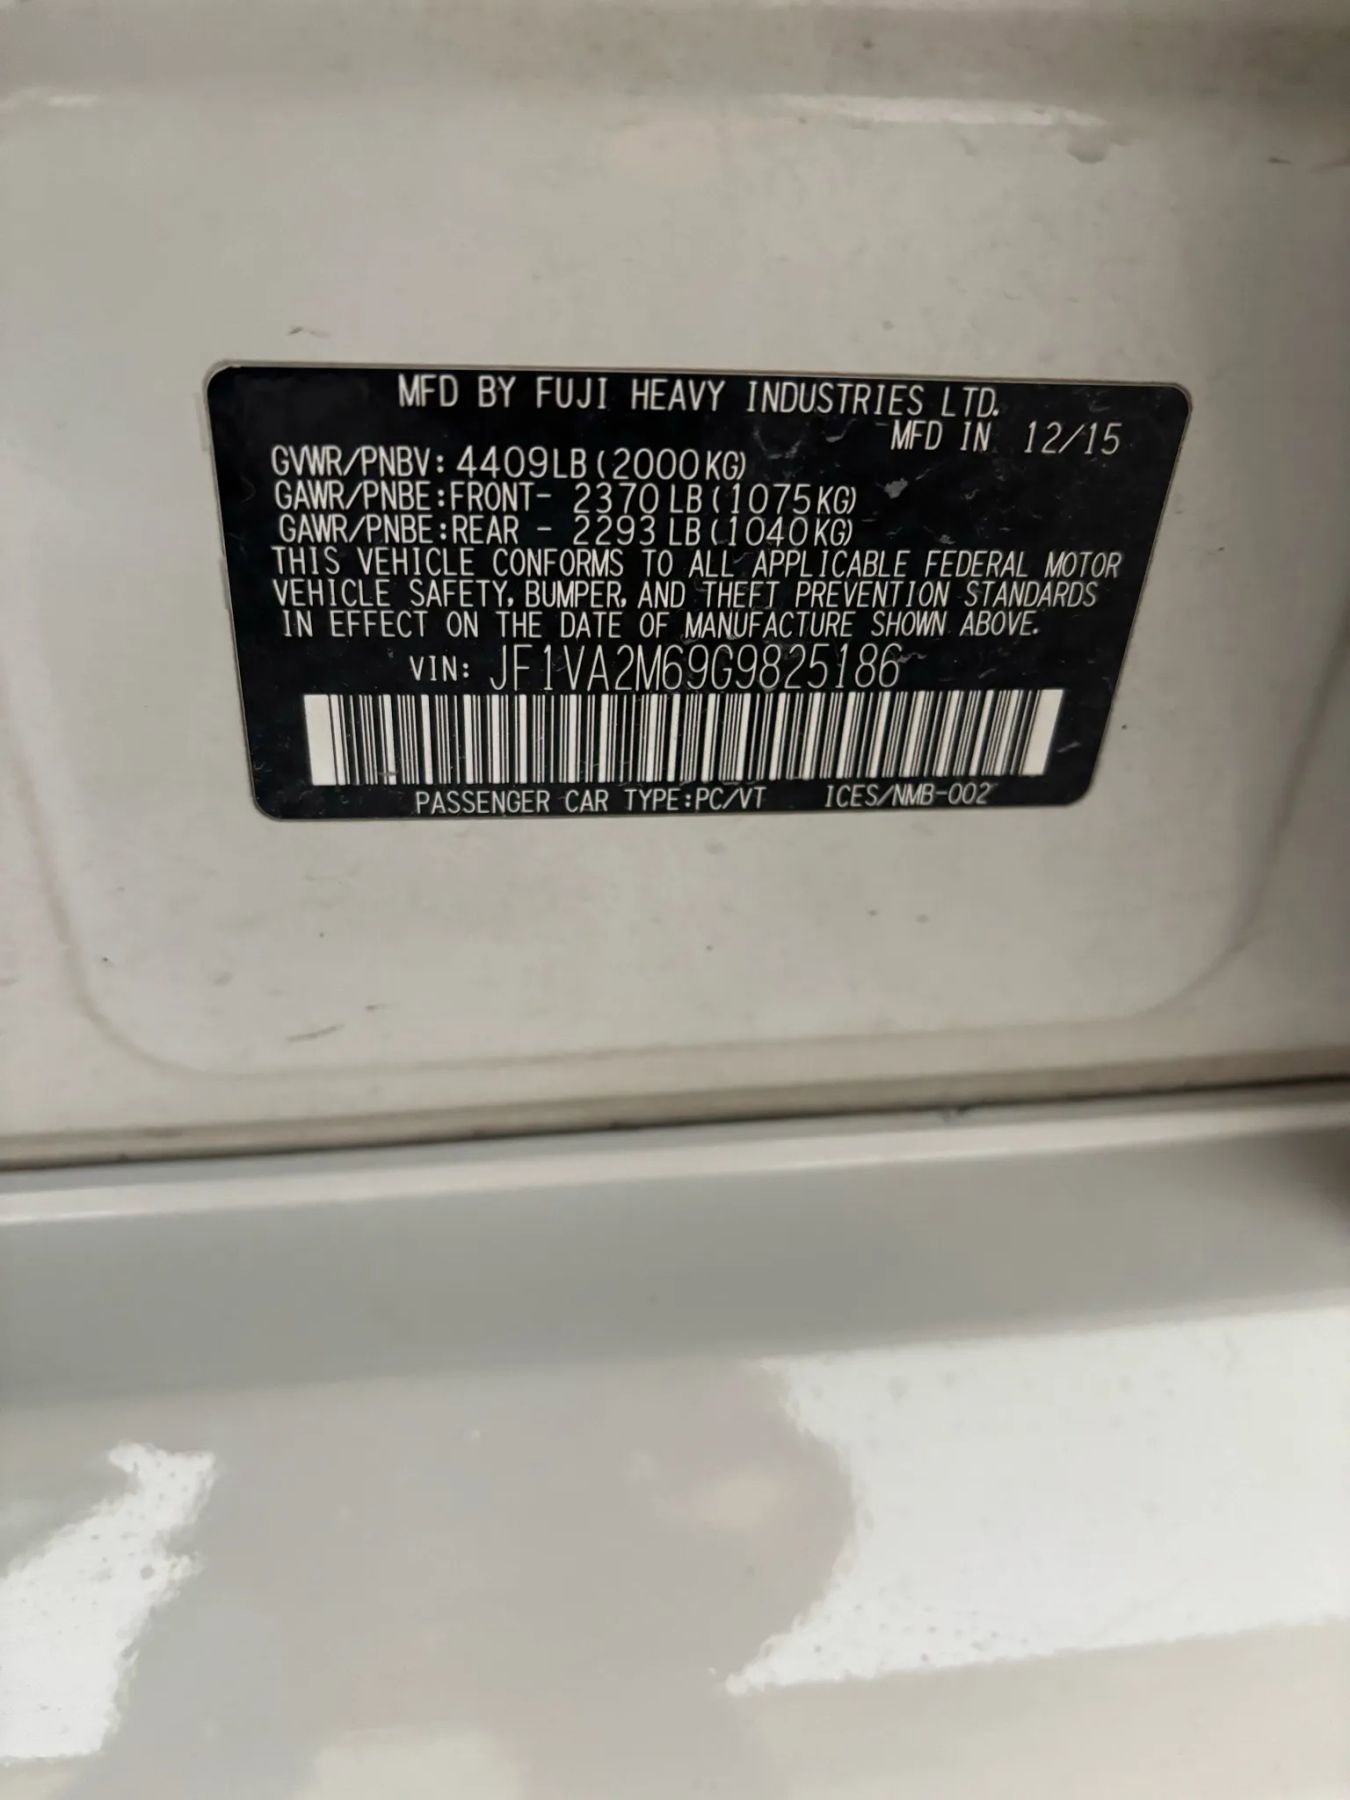 MFD BY FUJI HEAVY INDUSTRIES LTD.
MFD IN 12/15
GVWR/PNBV: 4409LB(2000KG)
GAWR/PNBE:FRONT- 2370 LB(1075KG)
GAWR/PNBE:REAR - 2293 LB(1040KG)
THIS VEHICLE CONFORMS TO ALL APPLICABLE FEDERAL MOTOR
VEHICLE SAFETY, BUMPER, AND THEFT PREVENTION STANDARDS
IN EFFECT ON THE DATE OF MANUFACTURE SHOWN ABOVE.
VIN: JF1VA2M69G9825186
PASSENGER CAR TYPE:PC/VT ICES/NMB-002